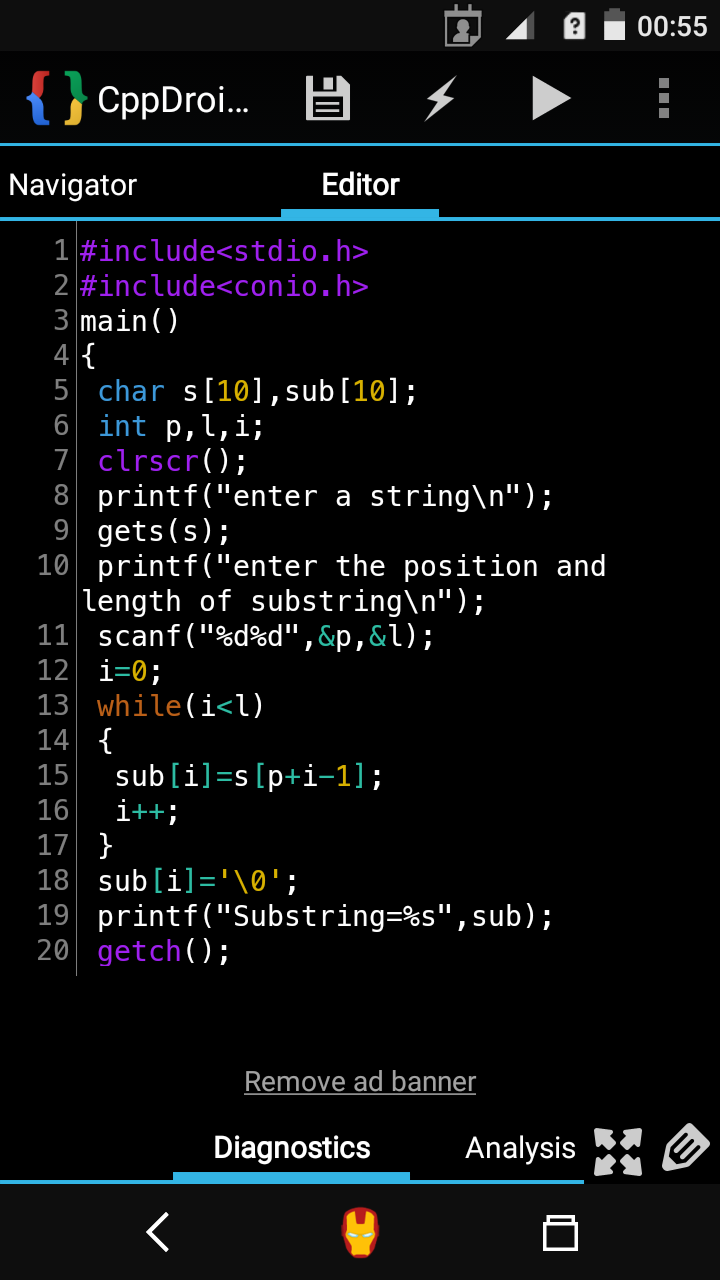 00:55
CppDroi...
Navigator Editor
1 #include<stdio.h>
2 #include<conio.h>
3 main()
4 {
5 char s[10],sub[10];
6 int p,l,i;
7 clrscr();
8 printf("enter a string\n");
9 gets(s);
10 printf("enter the position and
length of substring\n");
11 scanf("%d%d",&p,&l);
12 i=0;
13 while(i<l)
14 {
15 sub[i]=s[p+i-1];
16 i++;
17 }
18 sub[i]='\0';
19 printf("Substring=%s",sub);
20 getch();
Remove ad banner
Diagnostics Analysis